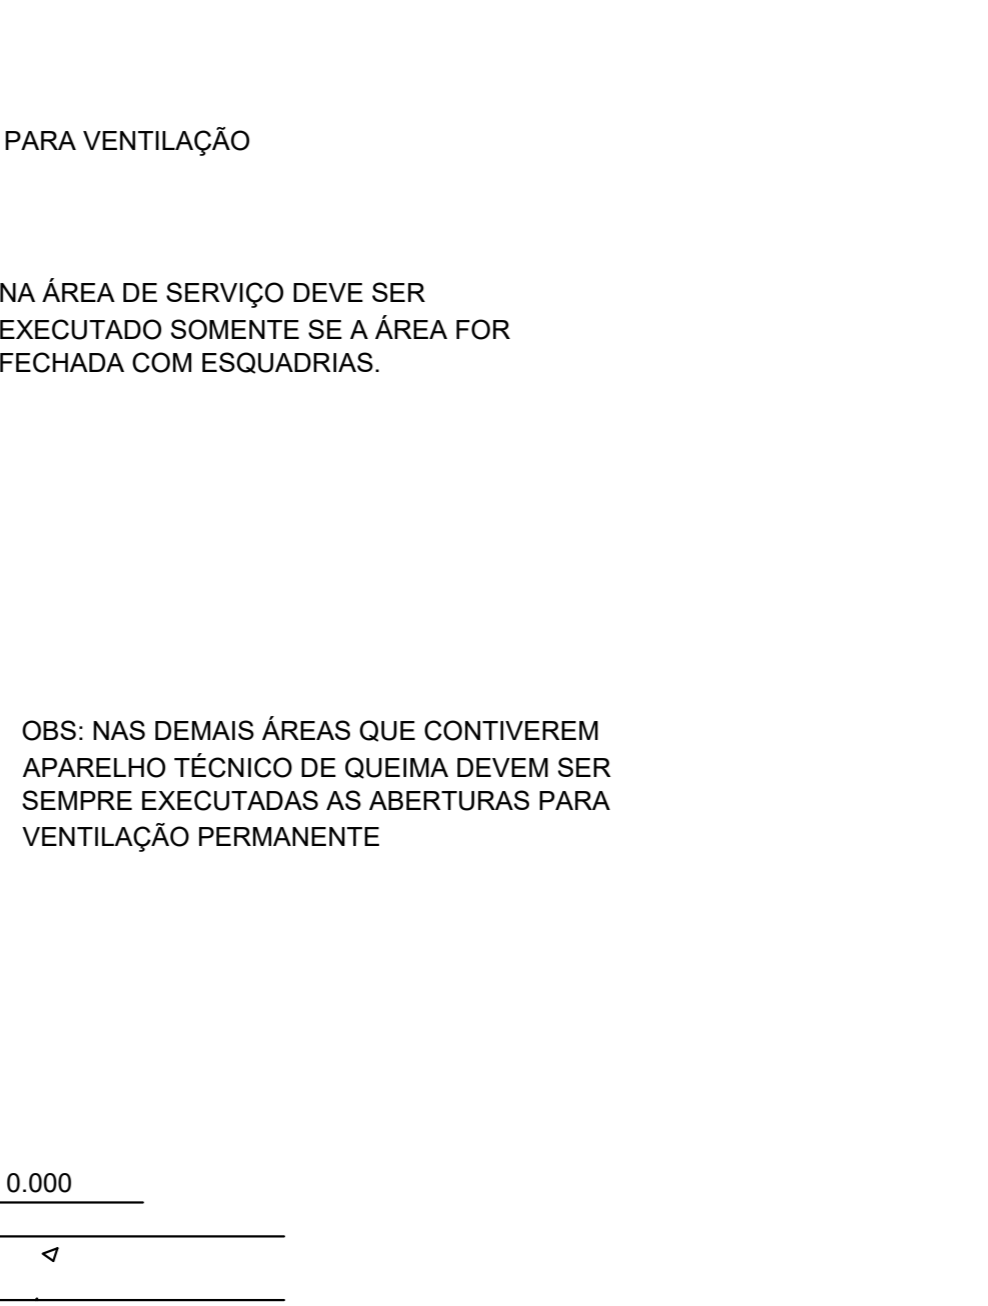 PARA VENTILAÇÃO
NA ÁREA DE SERVIÇO DEVE SER
EXECUTADO SOMENTE SE A ÁREA FOR
FECHADA COM ESQUADRIAS.
OBS: NAS DEMAIS ÁREAS QUE CONTIVEREM
APARELHO TÉCNICO DE QUEIMA DEVEM SER
SEMPRE EXECUTADAS AS ABERTURAS PARA
VENTILAÇÃO PERMANENTE
0.000